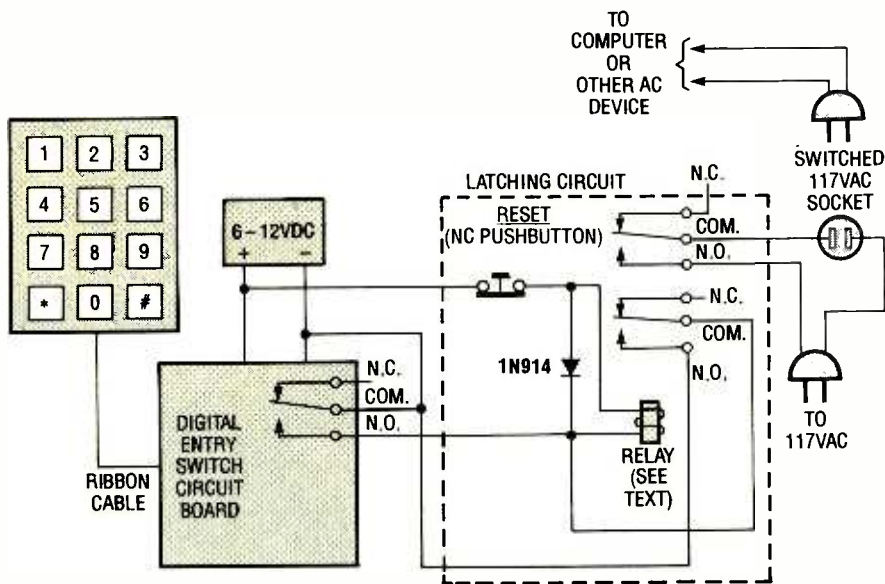 TO
COMPUTER
OR
OTHER AC
DEVICE
SWITCHED
117VAC
SOCKET
1 2 3
4 5 6
7 8 9
* 0 #
RIBBON
CABLE
6–12VDC
+ –
DIGITAL
ENTRY
SWITCH
CIRCUIT
BOARD
N.C.
COM.
N.O.
LATCHING CIRCUIT
RESET
(NC PUSHBUTTON)
1N914
N.C.
COM.
N.O.
N.C.
COM.
N.O.
RELAY
(SEE
TEXT)
TO
117VAC